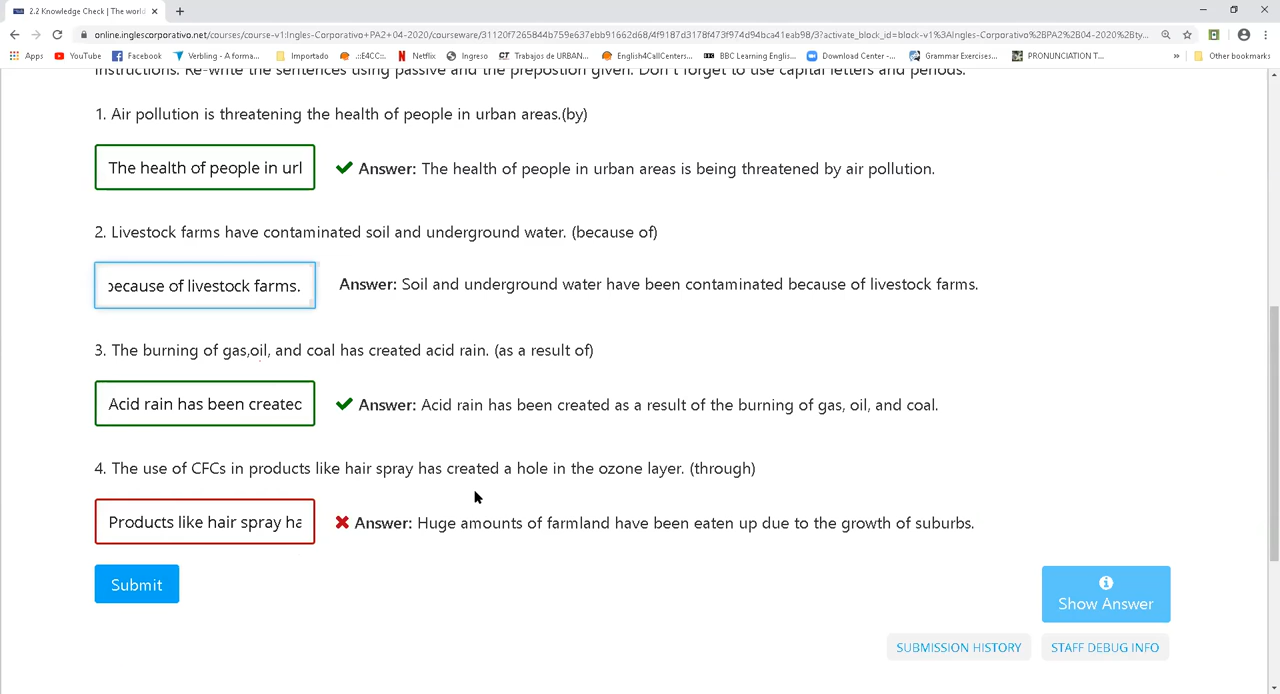 2.2 Knowledge Check | The world
online.inglescorporativo.net/courses/course-v1:Ingles-Corporativo+PA2+04-2020/courseware/31120f7265844b759e637ebb91662d68/4f9187d3178f473f974d94bca41eab98/3?activate_block_id=block-v1%3AIngles-Corporativo%2BPA2%2B04-2020%2Bty...
Apps YouTube Facebook Verbling - A forma... Importado .::E4CC::. Netflix Ingreso CT Trabajos de URBAN... English4CallCenters... BBC BBC Learning Engli... Download Center -... Grammar Exercises... PRONUNCIATION T... » Other bookmarks
Instructions. Re-write the sentences using passive and the prepostion given. Don't forget to use capital letters and periods.
1. Air pollution is threatening the health of people in urban areas.(by)
The health of people in url Answer: The health of people in urban areas is being threatened by air pollution.
2. Livestock farms have contaminated soil and underground water. (because of)
because of livestock farms. Answer: Soil and underground water have been contaminated because of livestock farms.
3. The burning of gas,oil, and coal has created acid rain. (as a result of)
Acid rain has been created Answer: Acid rain has been created as a result of the burning of gas, oil, and coal.
4. The use of CFCs in products like hair spray has created a hole in the ozone layer. (through)
Products like hair spray ha Answer: Huge amounts of farmland have been eaten up due to the growth of suburbs.
Submit
Show Answer
SUBMISSION HISTORY STAFF DEBUG INFO